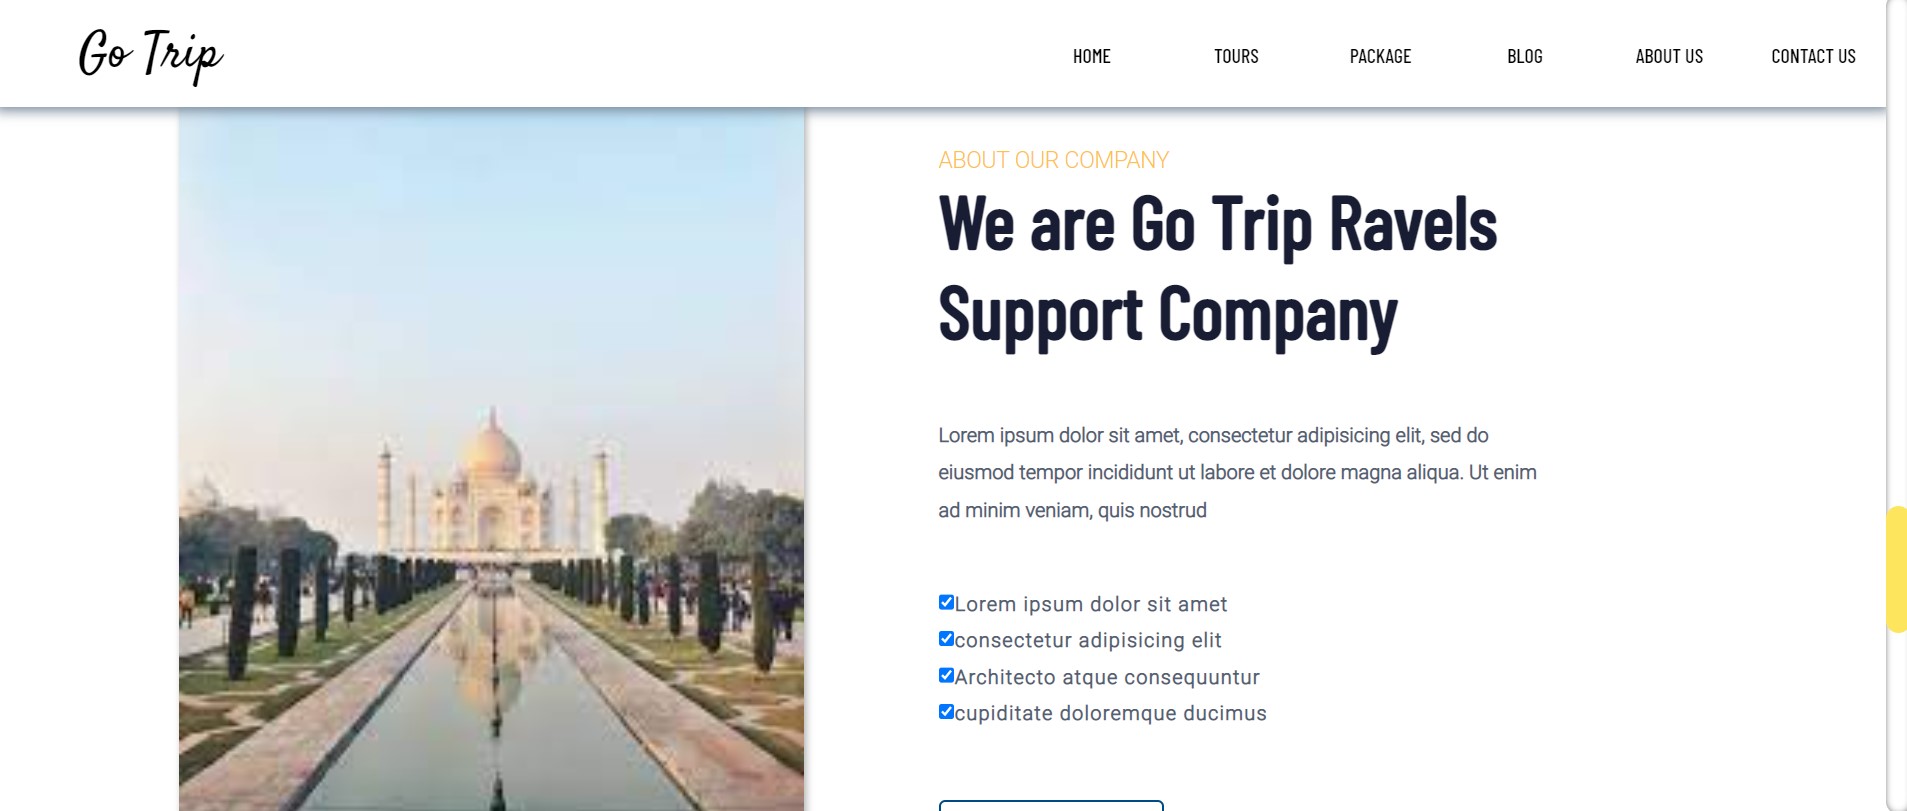 Go Trip
HOME TOURS PACKAGE BLOG ABOUT US CONTACT US
ABOUT OUR COMPANY
We are Go Trip Ravels
Support Company
Lorem ipsum dolor sit amet, consectetur adipisicing elit, sed do
eiusmod tempor incididunt ut labore et dolore magna aliqua. Ut enim
ad minim veniam, quis nostrud
Lorem ipsum dolor sit amet
consectetur adipisicing elit
Architecto atque consequuntur
cupiditate doloremque ducimus